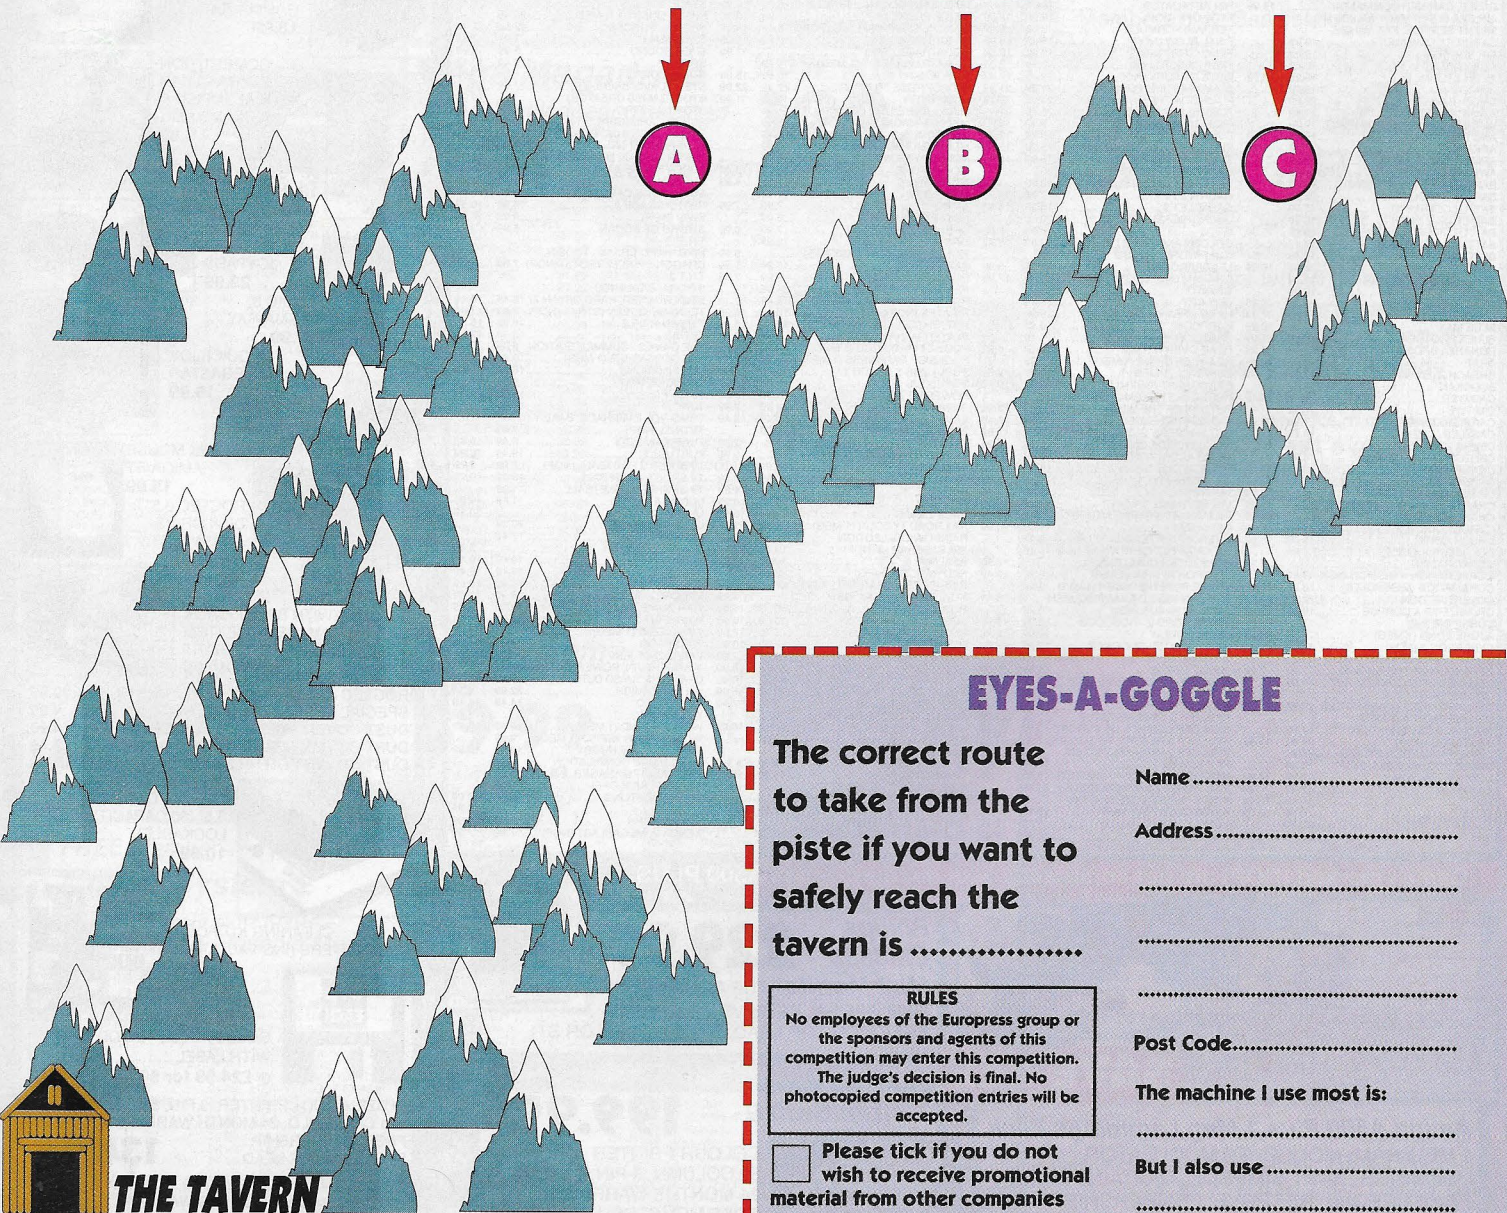 A
B
C
EYES-A-GOGGLE
The correct route
to take from the
piste if you want to
safely reach the
tavern is ..................
Name ..................................................
Address ..............................................
............................................................
............................................................
............................................................
Post Code...........................................
The machine I use most is:
............................................................
But I also use ....................................
............................................................
RULES
No employees of the Europress group or
the sponsors and agents of this
competition may enter this competition.
The judge's decision is final. No
photocopied competition entries will be
accepted.
Please tick if you do not
wish to receive promotional
material from other companies
THE TAVERN